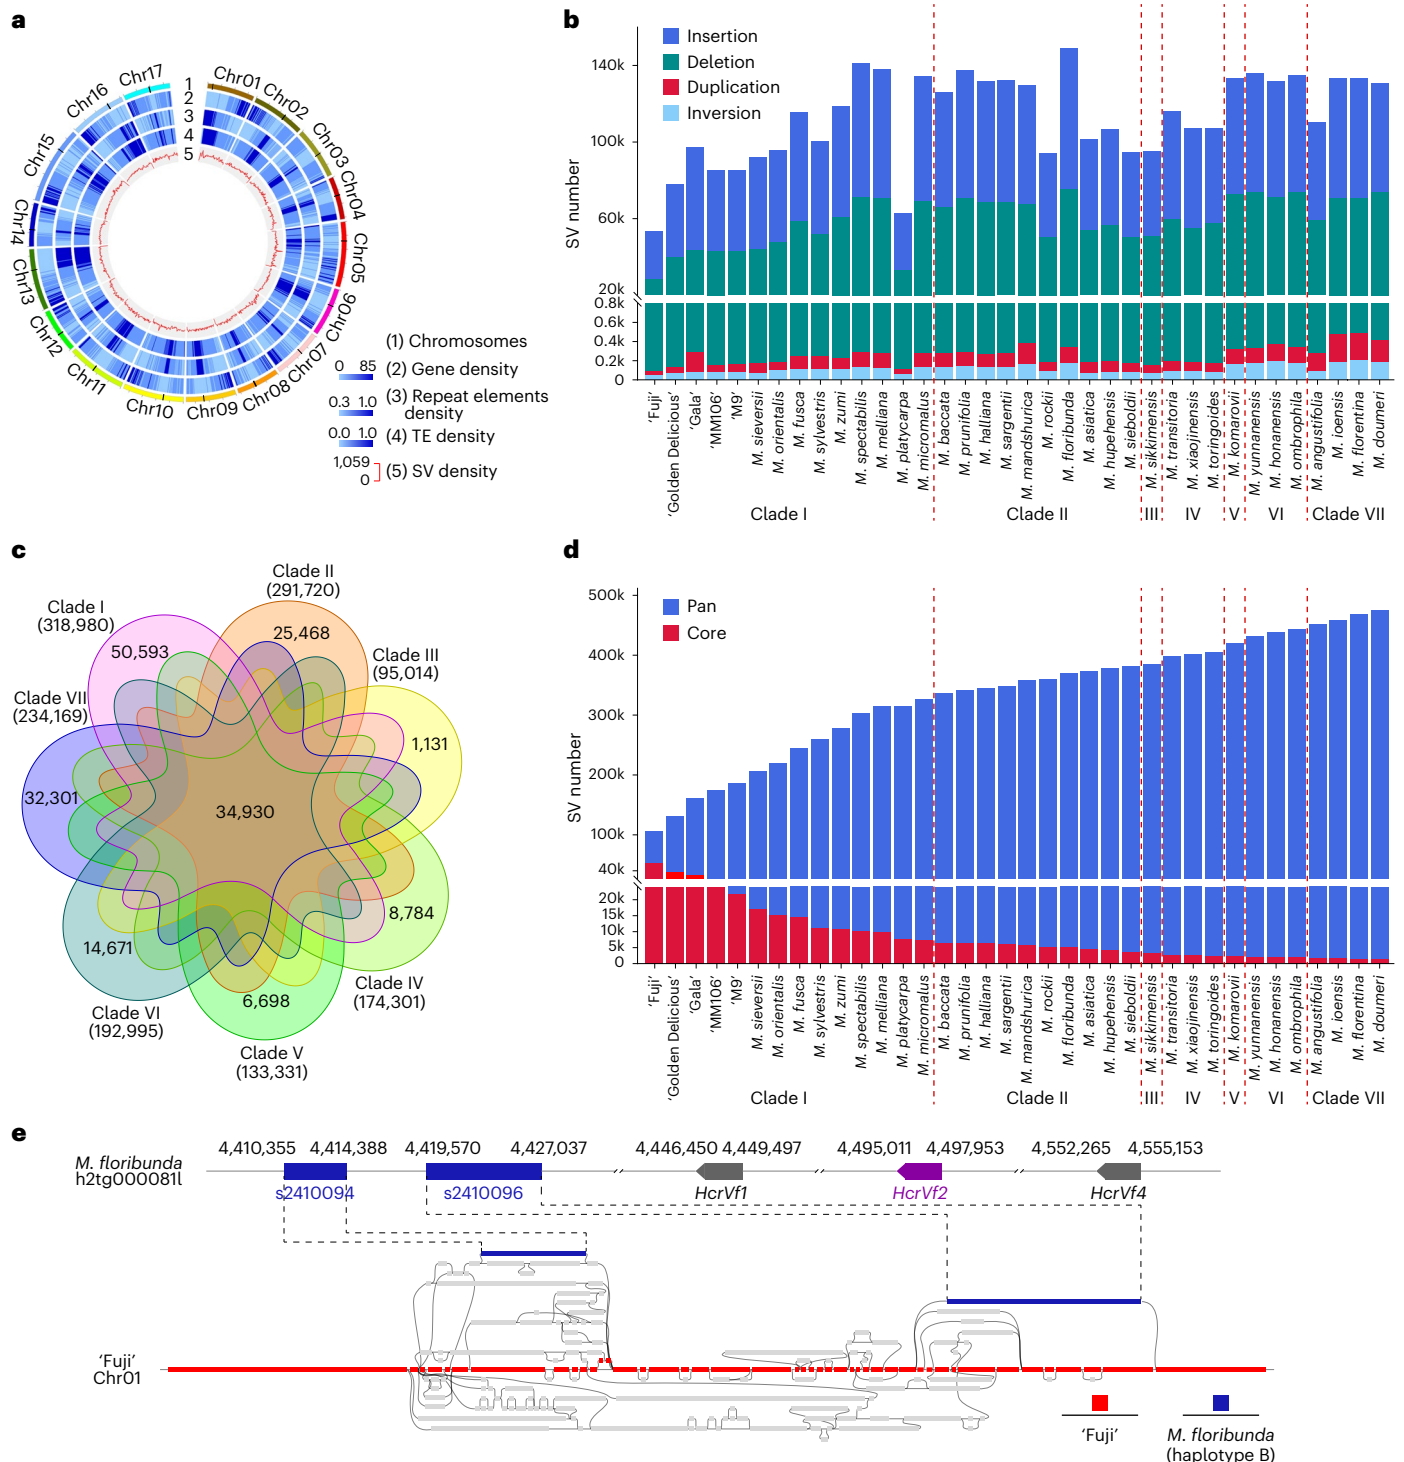 a
Chr01
Chr02
Chr03
Chr04
Chr05
Chr06
Chr07
Chr08
Chr09
Chr10
Chr11
Chr12
Chr13
Chr14
Chr15
Chr16
Chr17
1
2
3
4
5
(1) Chromosomes
0 85 (2) Gene density
0.3 1.0 (3) Repeat elements
density
0.0 1.0 (4) TE density
1,059
0
(5) SV density
b
Insertion
Deletion
Duplication
Inversion
SV number
140k
100k
60k
20k
0.8k
0.6k
0.4k
0.2k
0
‘Fuji’
‘Golden Delicious’
‘Gala’
‘MM106’
‘M9’
M. sieversii
M. orientalis
M. fusca
M. sylvestris
M. zumi
M. spectabilis
M. melliana
M. platycarpa
M. micromalus
M. baccata
M. prunifolia
M. halliana
M. sargentii
M. mandshurica
M. rockii
M. floribunda
M. asiatica
M. hupehensis
M. sieboldii
M. sikkimensis
M. transitoria
M. xiaojinensis
M. toringoides
M. komarovii
M. yunnanensis
M. honanensis
M. ombrophila
M. angustifolia
M. ioensis
M. florentina
M. doumeri
Clade I
Clade II
III
IV
V
VI
Clade VII
c
Clade I
(318,980)
50,593
Clade II
(291,720)
25,468
Clade III
(95,014)
1,131
Clade IV
(174,301)
8,784
Clade V
(133,331)
6,698
Clade VI
(192,995)
14,671
Clade VII
(234,169)
32,301
34,930
d
Pan
Core
SV number
500k
400k
300k
200k
100k
40k
20k
15k
10k
5k
0
‘Fuji’
‘Golden Delicious’
‘Gala’
‘MM106’
‘M9’
M. sieversii
M. orientalis
M. fusca
M. sylvestris
M. zumi
M. spectabilis
M. melliana
M. platycarpa
M. micromalus
M. baccata
M. prunifolia
M. halliana
M. sargentii
M. mandshurica
M. rockii
M. floribunda
M. asiatica
M. hupehensis
M. sieboldii
M. sikkimensis
M. transitoria
M. xiaojinensis
M. toringoides
M. komarovii
M. yunnanensis
M. honanensis
M. ombrophila
M. angustifolia
M. ioensis
M. florentina
M. doumeri
Clade I
Clade II
III
IV
V
VI
Clade VII
e
4,410,355 4,414,388 4,419,570 4,427,037 4,446,450 4,449,497 4,495,011 4,497,953 4,552,265 4,555,153
M. floribunda
h2tg000081l
s2410094 s2410096 HcrVf1 HcrVf2 HcrVf4
‘Fuji’
Chr01
‘Fuji’
M. floribunda
(haplotype B)